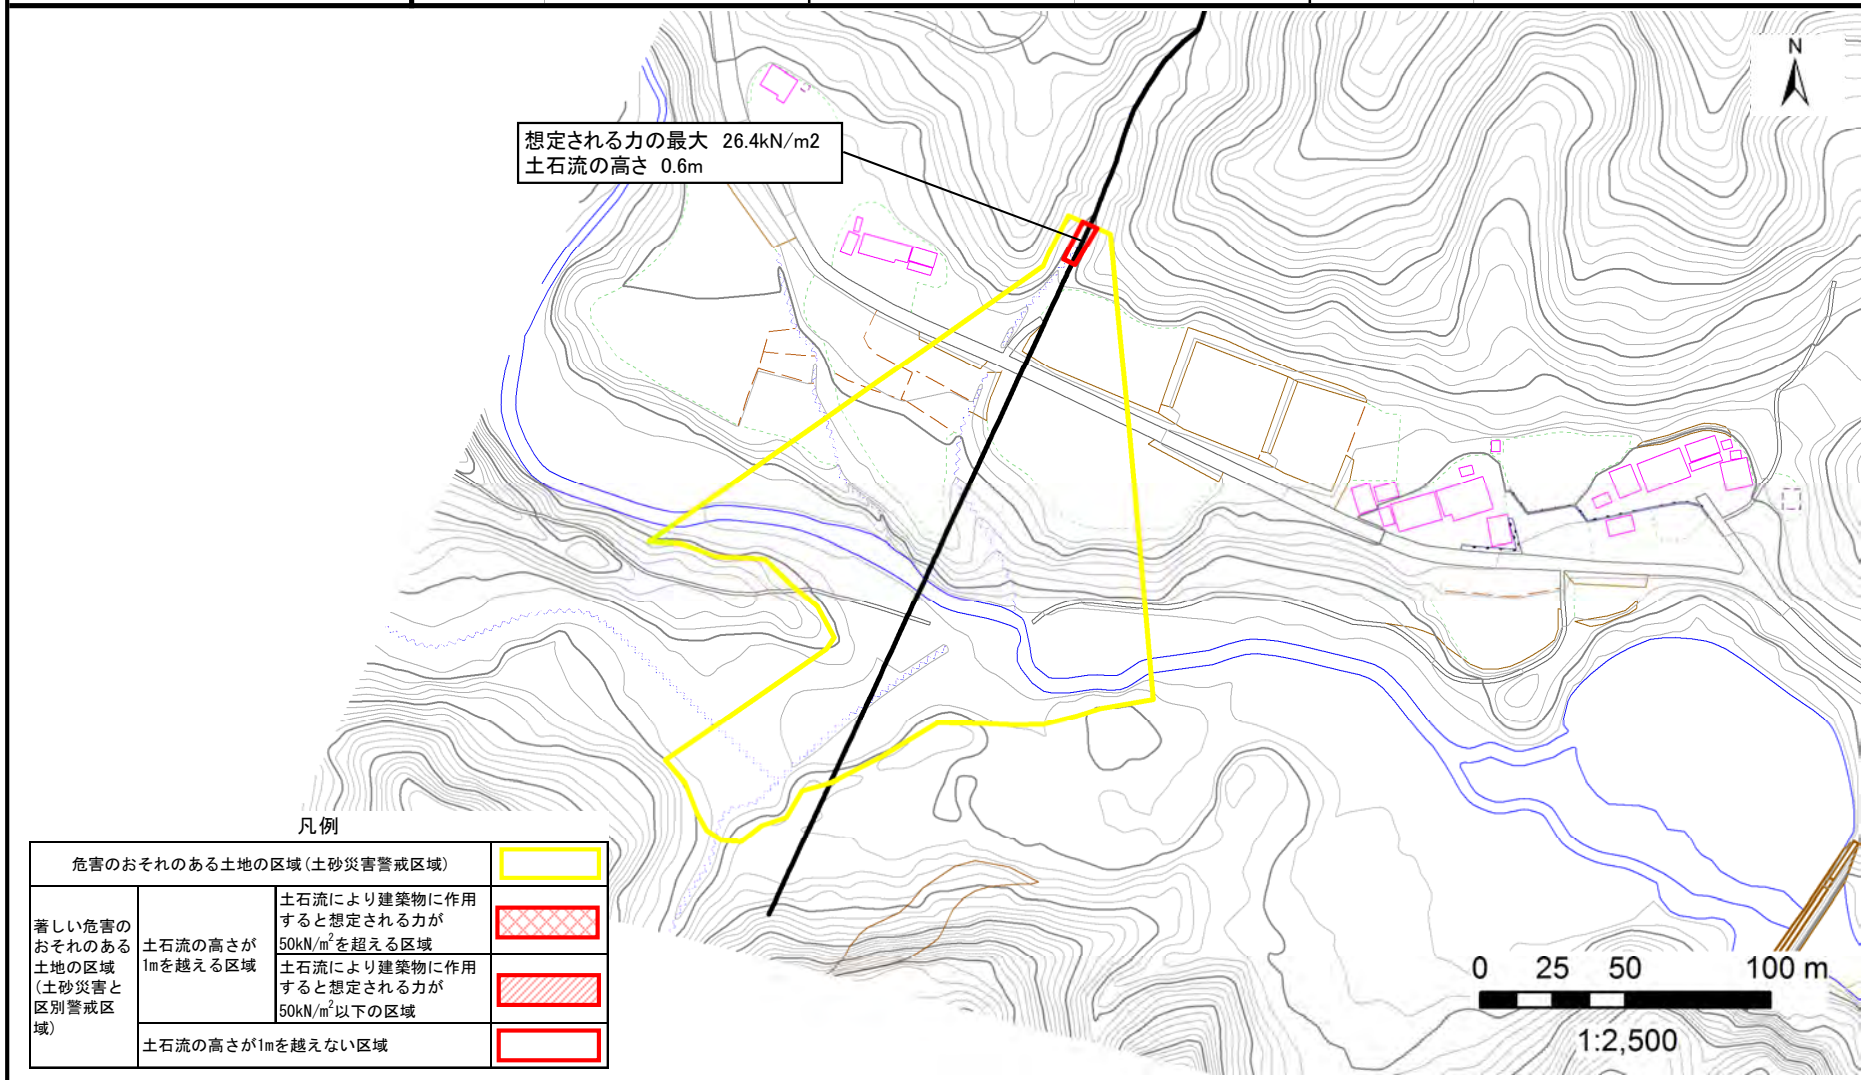 N
想定される力の最大 26.4kN/m2
土石流の高さ 0.6m
凡例
危害のおそれのある土地の区域(土砂災害警戒区域)
著しい危害の
おそれのある
土地の区域
(土砂災害と
区別警戒区
域)
土石流の高さが
1mを越える区域
土石流により建築物に作用
すると想定される力が
50kN/m²を超える区域
土石流により建築物に作用
すると想定される力が
50kN/m²以下の区域
土石流の高さが1mを越えない区域
0 25 50 100 m
1:2,500